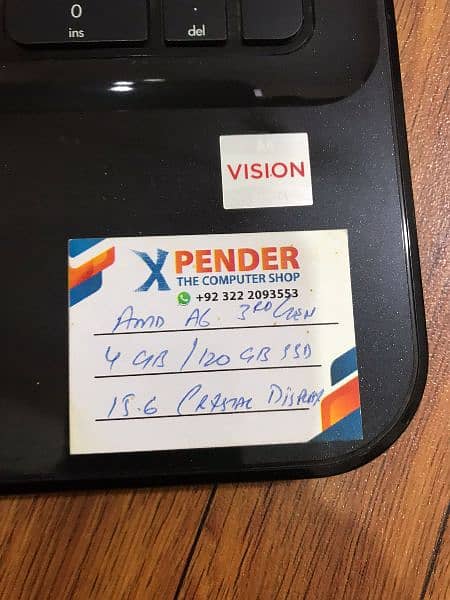 0
ins
.
del
VISION
XPENDER
THE COMPUTER SHOP
+92 322 2093553
AMD A6 3RD GEN
4 GB / 120 GB SSD
15.6 CRYSTAL DISPLAY